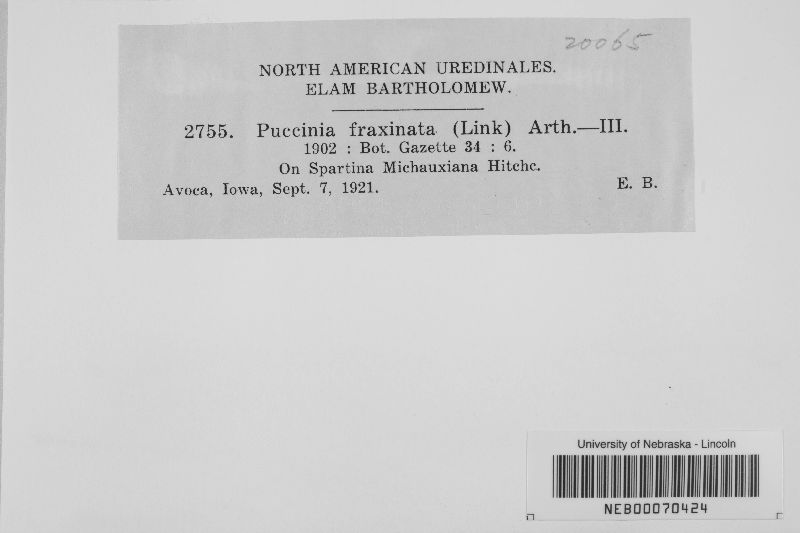 20065
NORTH AMERICAN UREDINALES.
ELAM BARTHOLOMEW.
2755. Puccinia fraxinata (Link) Arth.—III.
1902 : Bot. Gazette 34 : 6.
On Spartina Michauxiana Hitchc.
Avoca, Iowa, Sept. 7, 1921. E. B.
University of Nebraska - Lincoln
NEB00070424